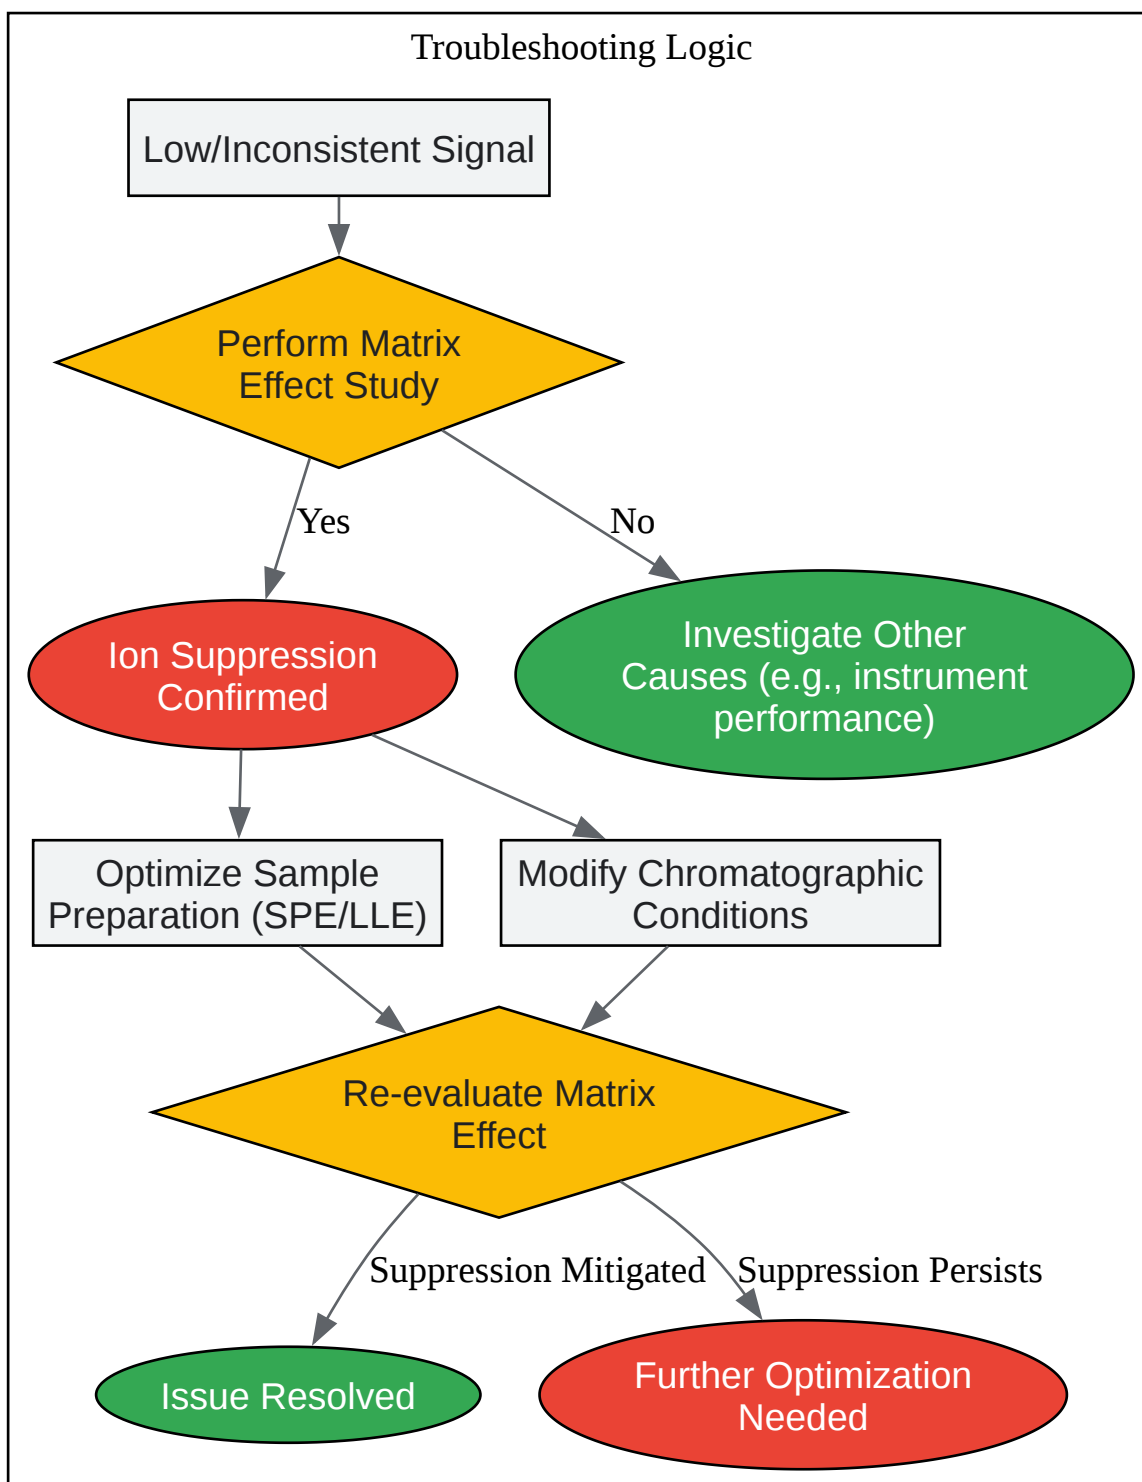 Troubleshooting Logic
Low/Inconsistent Signal
Perform Matrix
Effect Study
Yes
No
Ion Suppression
Confirmed
Investigate Other
Causes (e.g., instrument
performance)
Optimize Sample
Preparation (SPE/LLE)
Modify Chromatographic
Conditions
Re-evaluate Matrix
Effect
Suppression Mitigated
Suppression Persists
Issue Resolved
Further Optimization
Needed